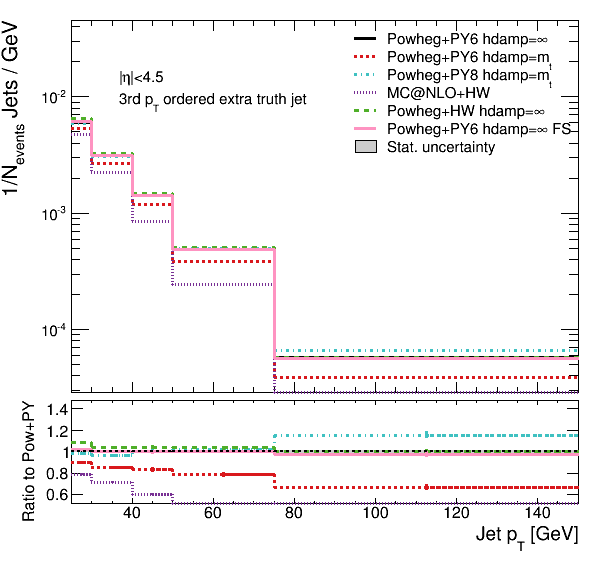 Powheg+PY6 hdamp=∞
Powheg+PY6 hdamp=m_t
Powheg+PY8 hdamp=m_t
MC@NLO+HW
Powheg+HW hdamp=∞
Powheg+PY6 hdamp=∞ FS
Stat. uncertainty
|η|<4.5
3rd p_T ordered extra truth jet
1/N_events Jets / GeV
10^-2
10^-3
10^-4
Ratio to Pow+PY
1.4
1.2
1
0.8
0.6
40 60 80 100 120 140
Jet p_T [GeV]